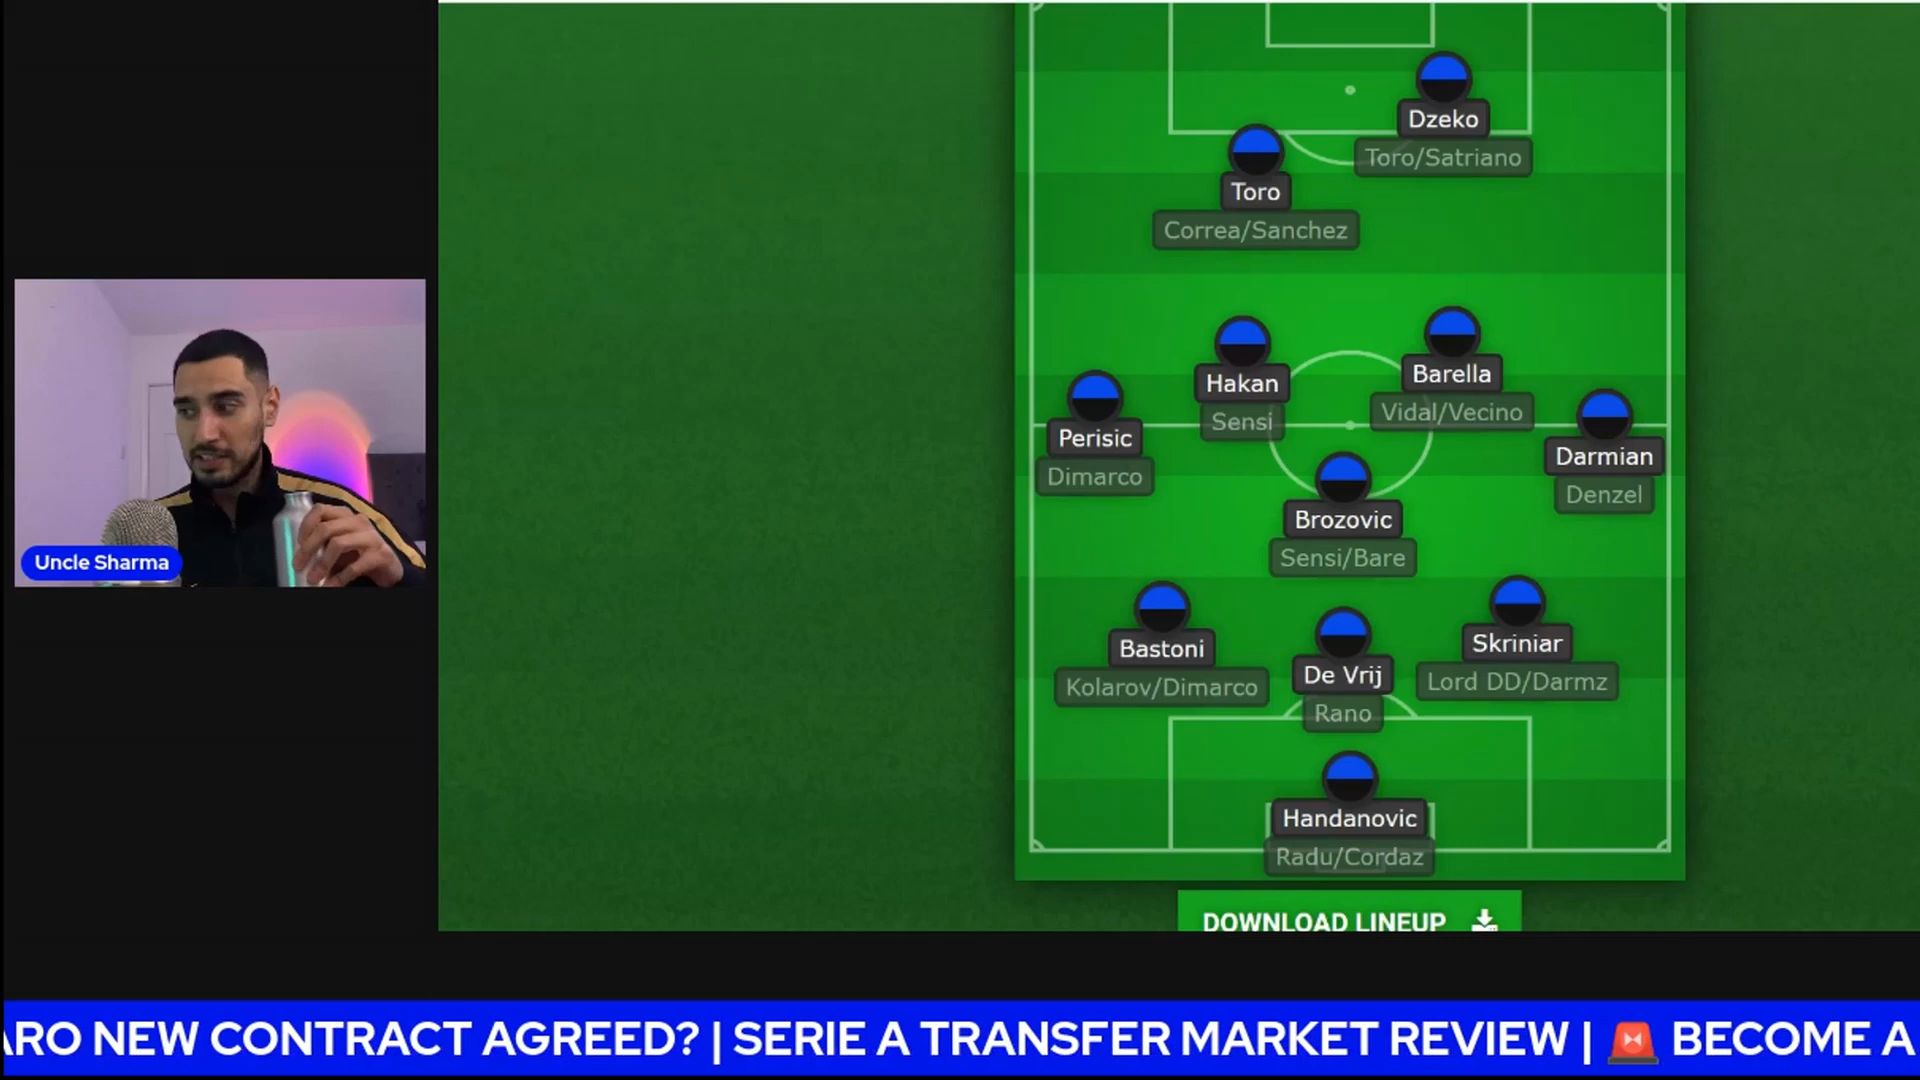 Dzeko
Toro/Satriano
Toro
Correa/Sanchez
Hakan
Sensi
Barella
Vidal/Vecino
Perisic
Dimarco
Darmian
Denzel
Brozovic
Sensi/Bare
Bastoni
Kolarov/Dimarco
De Vrij
Rano
Skriniar
Lord DD/Darmz
Handanovic
Radu/Cordaz
DOWNLOAD LINEUP
Uncle Sharma
ARO NEW CONTRACT AGREED? | SERIE A TRANSFER MARKET REVIEW | 🚨 BECOME A